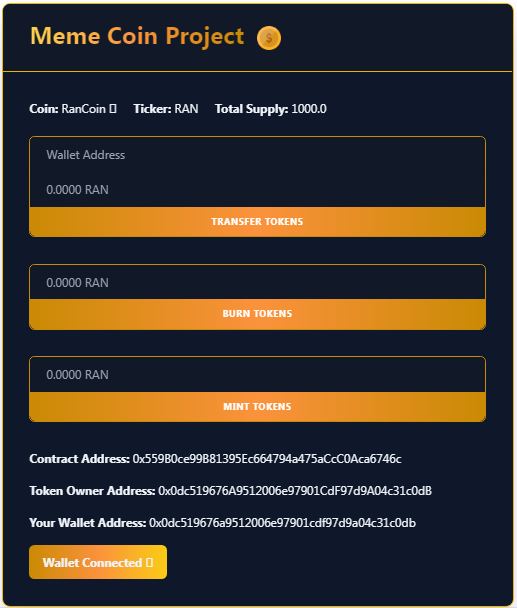 Meme Coin Project
Coin: RanCoin Ticker: RAN Total Supply: 1000.0
Wallet Address
0.0000 RAN
TRANSFER TOKENS
0.0000 RAN
BURN TOKENS
0.0000 RAN
MINT TOKENS
Contract Address: 0x559B0ce99B81395Ec664794a475aCcC0Aca6746c
Token Owner Address: 0x0dc519676A9512006e97901CdF97d9A04c31c0dB
Your Wallet Address: 0x0dc519676a9512006e97901cdf97d9a04c31c0db
Wallet Connected